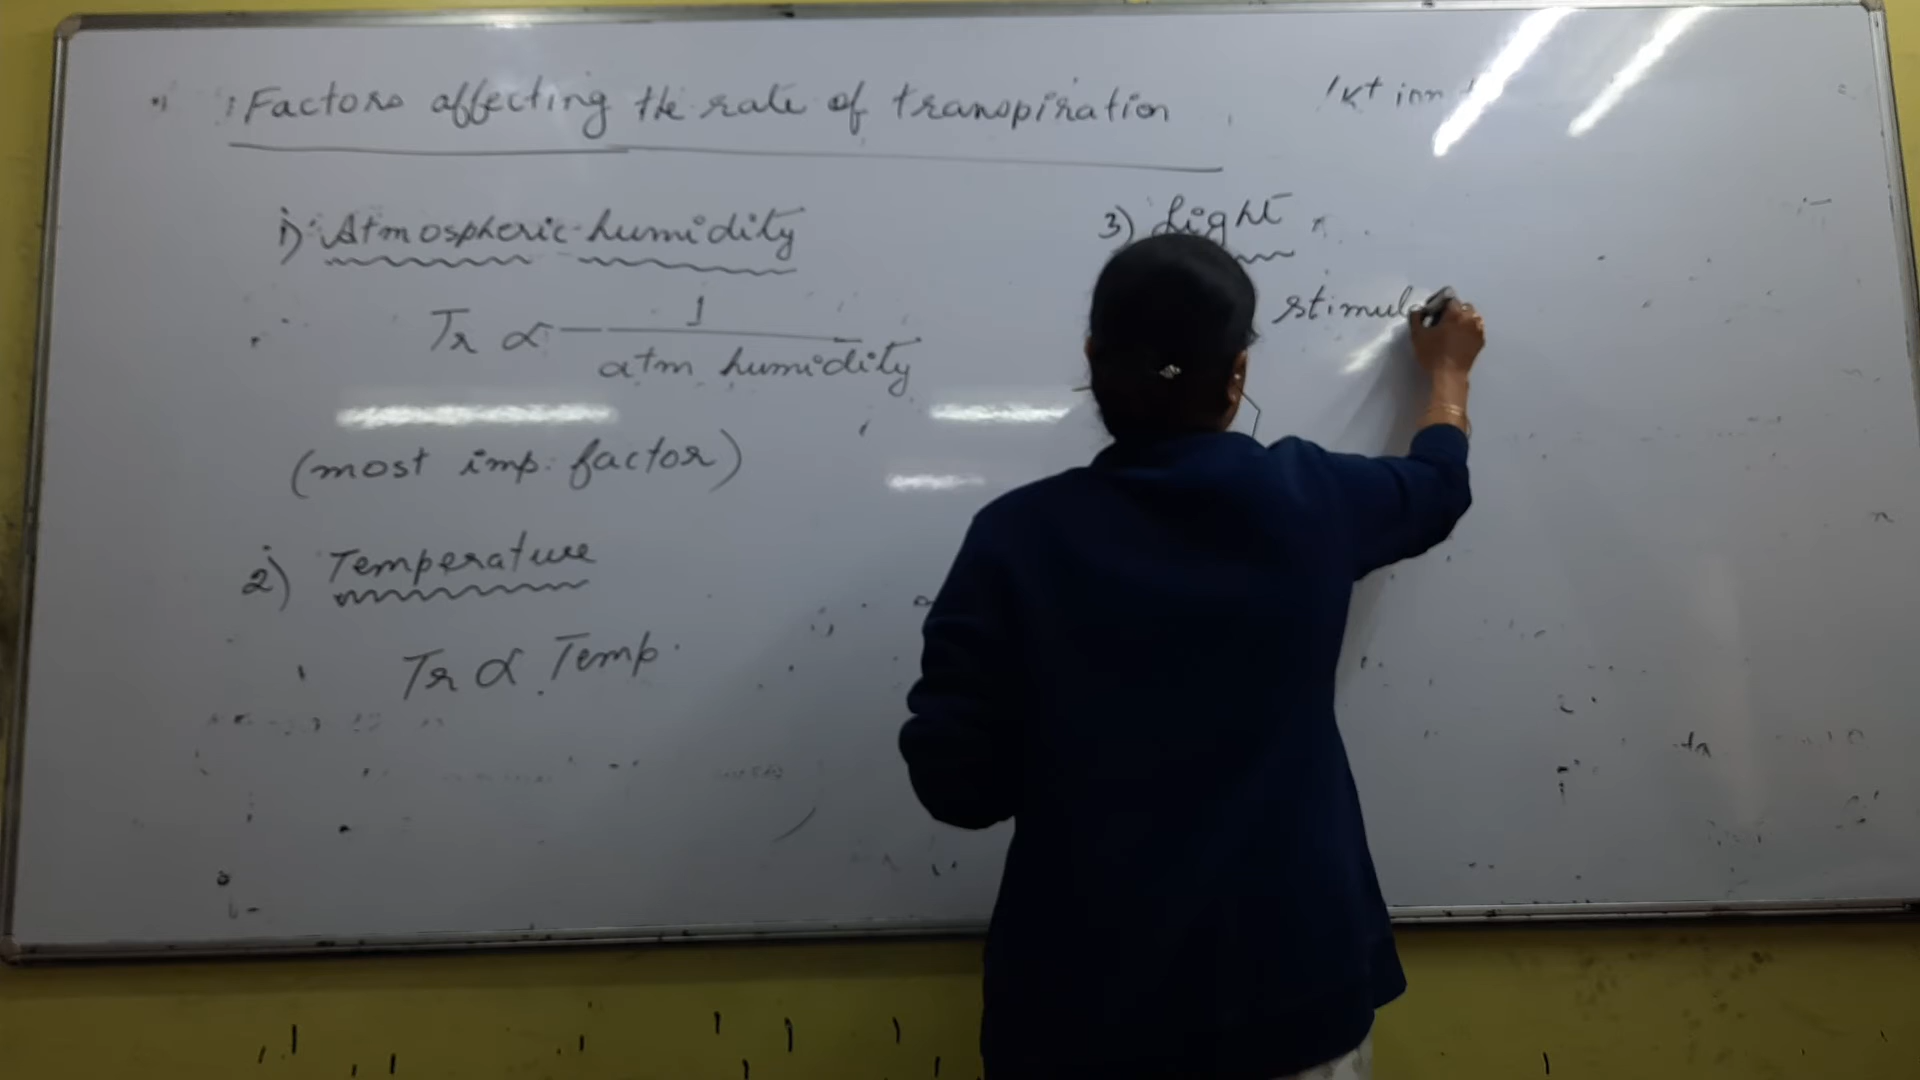 Factors affecting the rate of transpiration
K+ ion
1) Atmospheric humidity
Tr ∝ 1
atm humidity
(most imp. factor)
2) Temperature
Tr ∝ Temp.
3) Light
stimul